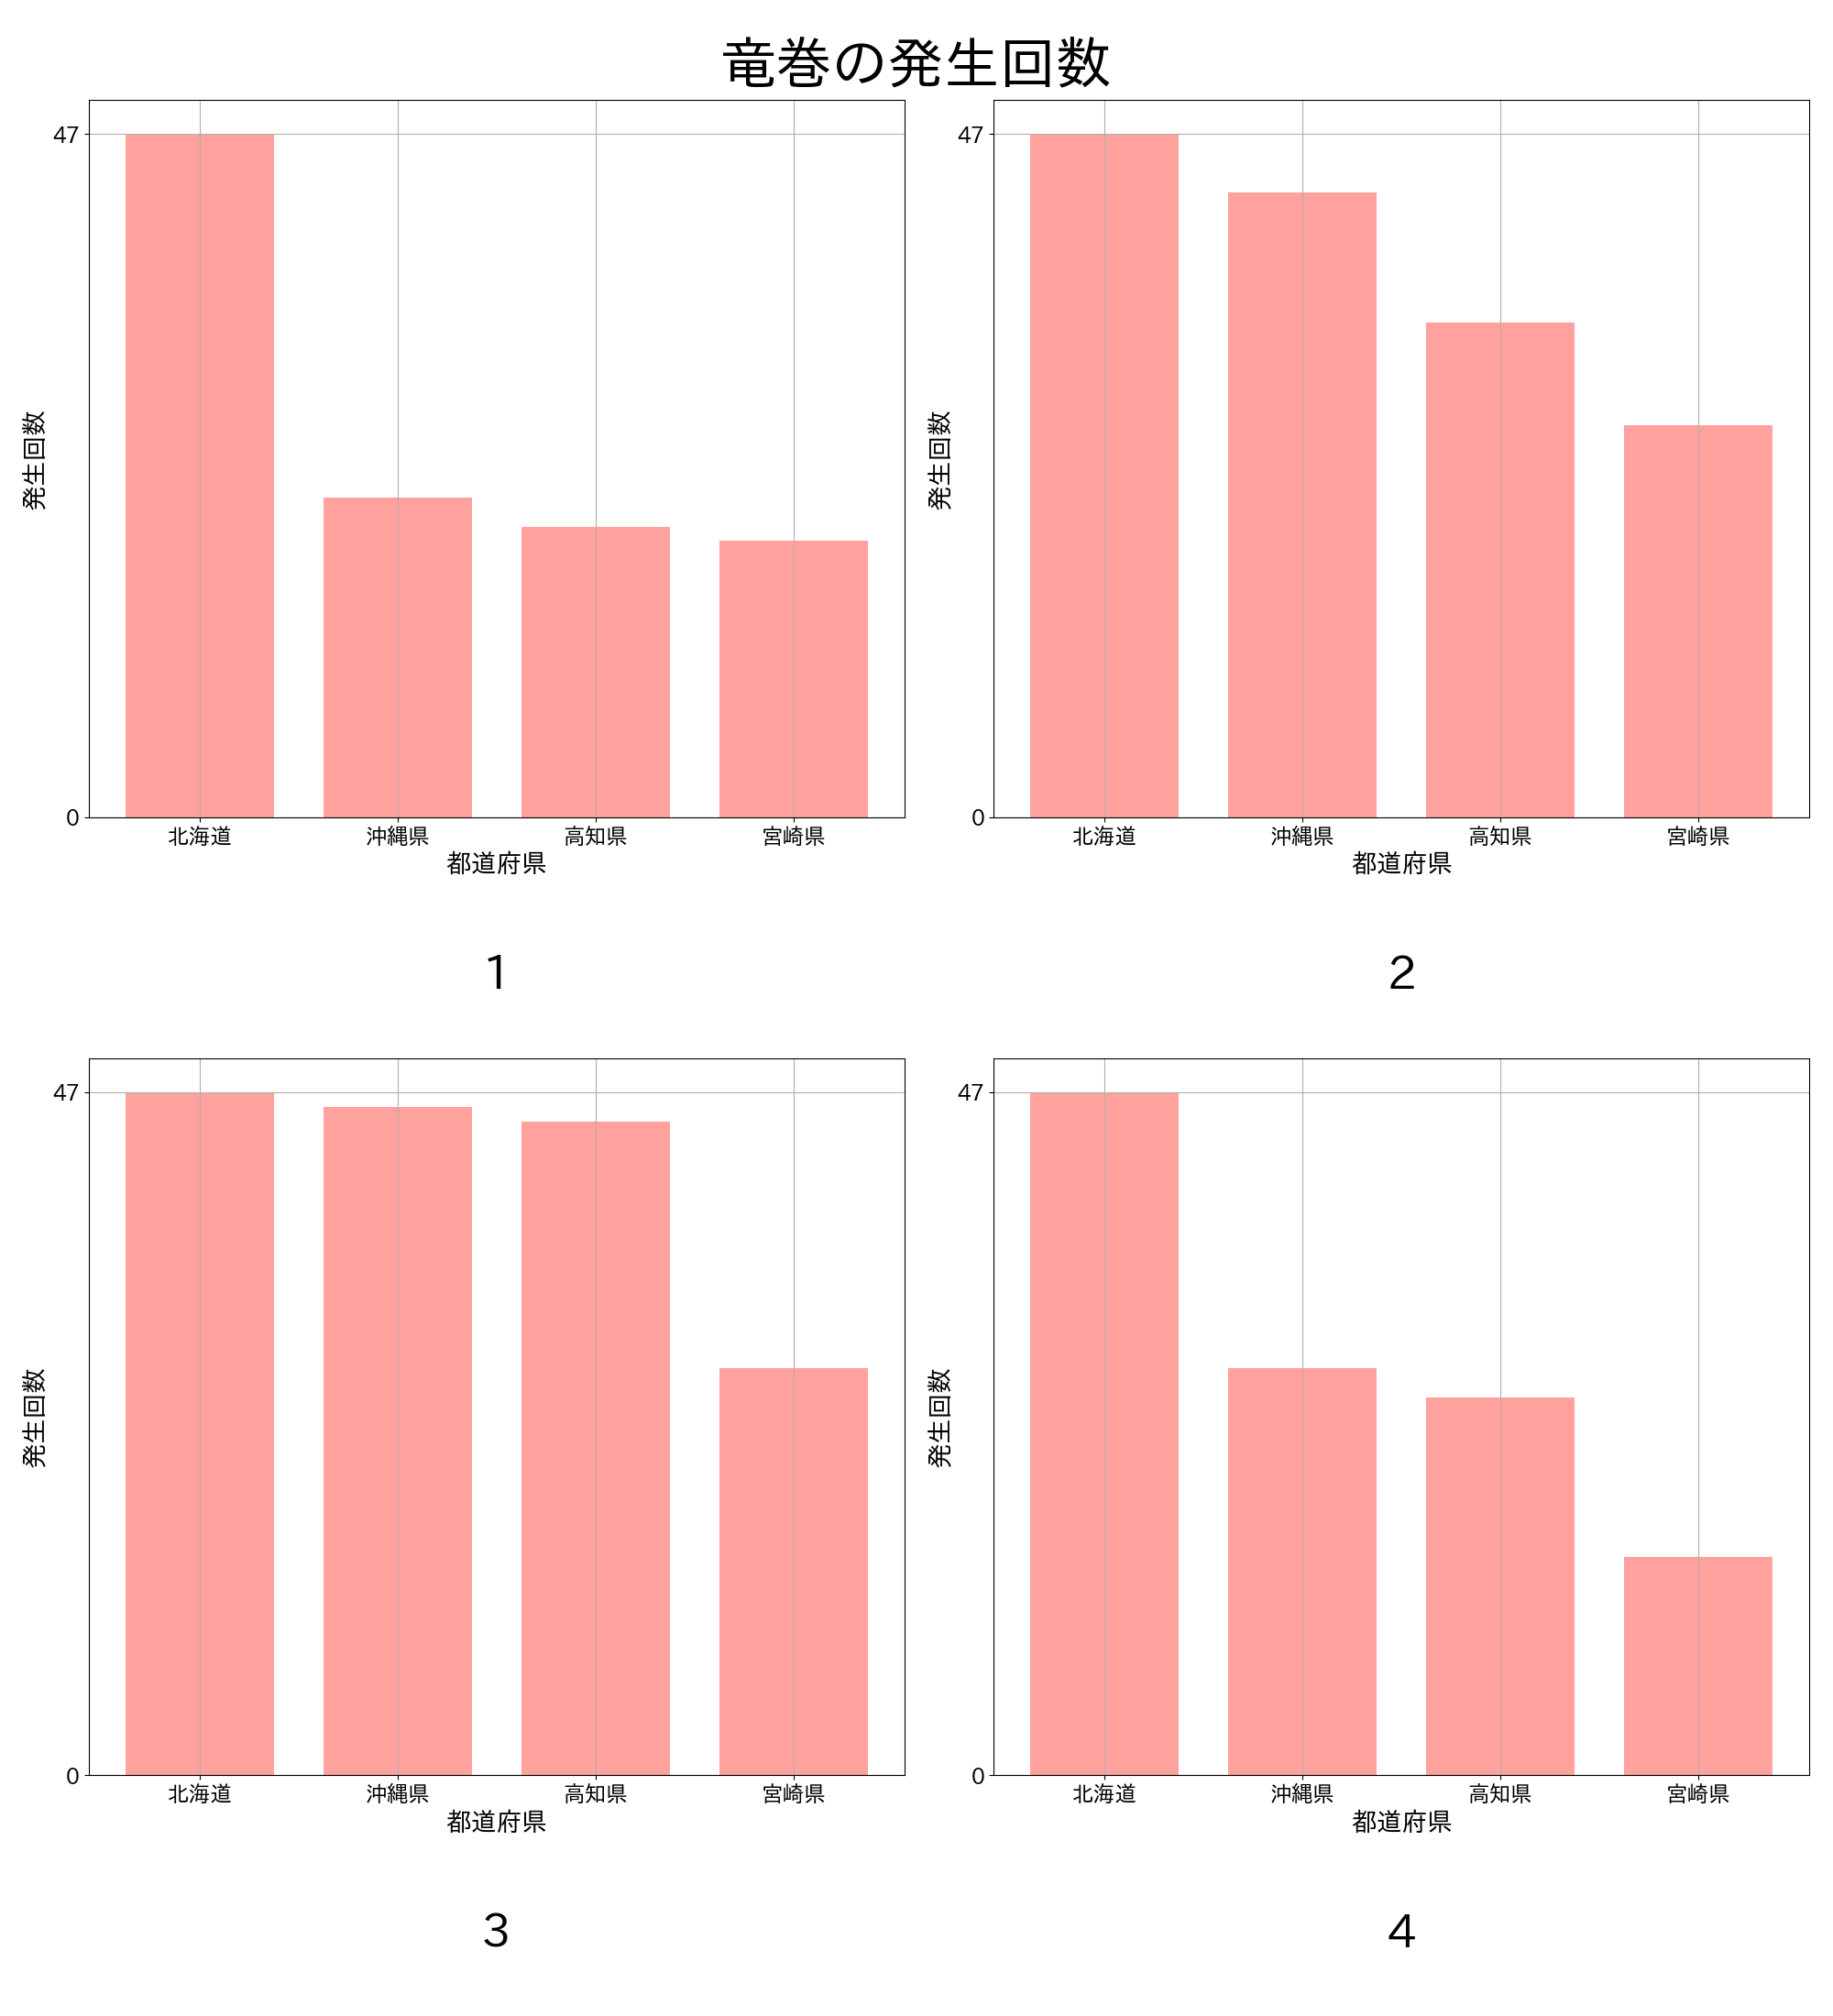 竜巻の発生回数
47
0
発生回数
北海道 沖縄県 高知県 宮崎県
都道府県
1
47
0
発生回数
北海道 沖縄県 高知県 宮崎県
都道府県
2
47
0
発生回数
北海道 沖縄県 高知県 宮崎県
都道府県
3
47
0
発生回数
北海道 沖縄県 高知県 宮崎県
都道府県
4